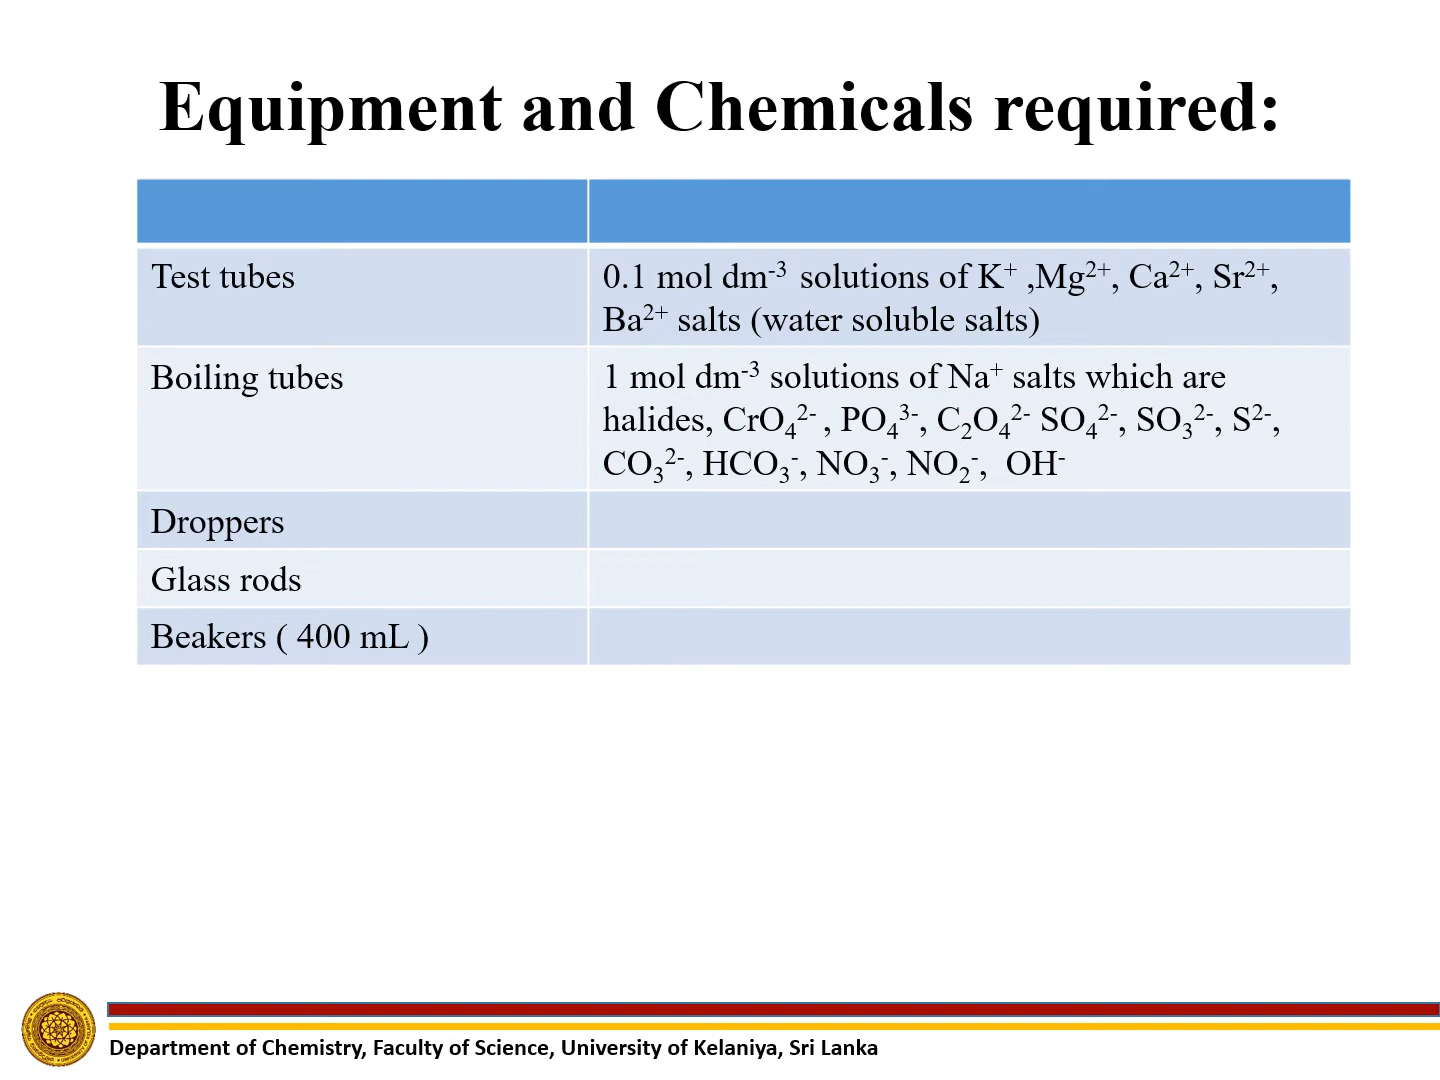 Equipment and Chemicals required:
Test tubes
0.1 mol dm⁻³ solutions of K⁺ ,Mg²⁺, Ca²⁺, Sr²⁺,
Ba²⁺ salts (water soluble salts)
Boiling tubes
1 mol dm⁻³ solutions of Na⁺ salts which are
halides, CrO₄²⁻ , PO₄³⁻, C₂O₄²⁻ SO₄²⁻, SO₃²⁻, S²⁻,
CO₃²⁻, HCO₃⁻, NO₃⁻, NO₂⁻, OH⁻
Droppers
Glass rods
Beakers ( 400 mL )
Department of Chemistry, Faculty of Science, University of Kelaniya, Sri Lanka